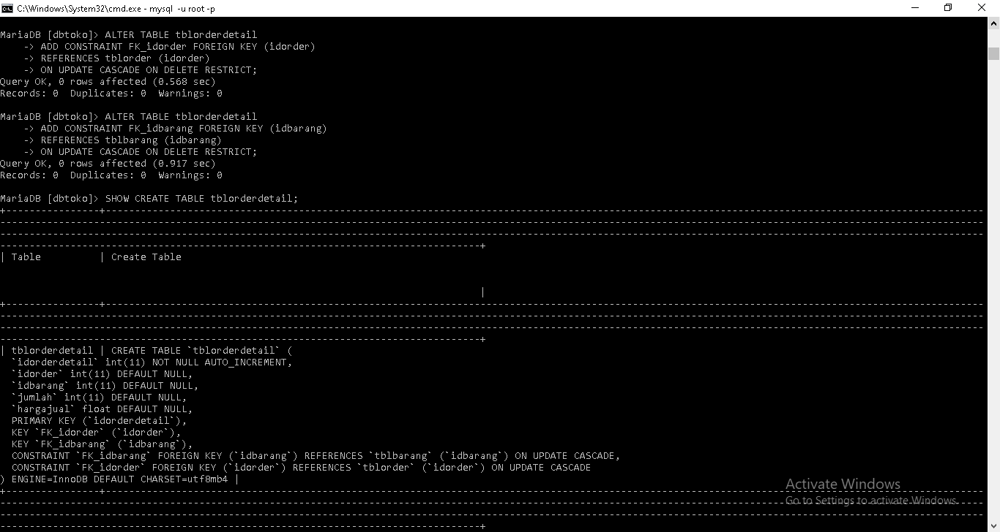 C:\Windows\System32\cmd.exe - mysql -u root -p
MariaDB [dbtoko]> ALTER TABLE tblorderdetail
    -> ADD CONSTRAINT FK_idorder FOREIGN KEY (idorder)
    -> REFERENCES tblorder (idorder)
    -> ON UPDATE CASCADE ON DELETE RESTRICT;
Query OK, 0 rows affected (0.568 sec)
Records: 0  Duplicates: 0  Warnings: 0
MariaDB [dbtoko]> ALTER TABLE tblorderdetail
    -> ADD CONSTRAINT FK_idbarang FOREIGN KEY (idbarang)
    -> REFERENCES tblbarang (idbarang)
    -> ON UPDATE CASCADE ON DELETE RESTRICT;
Query OK, 0 rows affected (0.917 sec)
Records: 0  Duplicates: 0  Warnings: 0
MariaDB [dbtoko]> SHOW CREATE TABLE tblorderdetail;
| Table          | Create Table
|
| tblorderdetail | CREATE TABLE `tblorderdetail` (
  `idorderdetail` int(11) NOT NULL AUTO_INCREMENT,
  `idorder` int(11) DEFAULT NULL,
  `idbarang` int(11) DEFAULT NULL,
  `jumlah` int(11) DEFAULT NULL,
  `hargajual` float DEFAULT NULL,
  PRIMARY KEY (`idorderdetail`),
  KEY `FK_idorder` (`idorder`),
  KEY `FK_idbarang` (`idbarang`),
  CONSTRAINT `FK_idbarang` FOREIGN KEY (`idbarang`) REFERENCES `tblbarang` (`idbarang`) ON UPDATE CASCADE,
  CONSTRAINT `FK_idorder` FOREIGN KEY (`idorder`) REFERENCES `tblorder` (`idorder`) ON UPDATE CASCADE
) ENGINE=InnoDB DEFAULT CHARSET=utf8mb4 |
Activate Windows
Go to Settings to activate Windows.